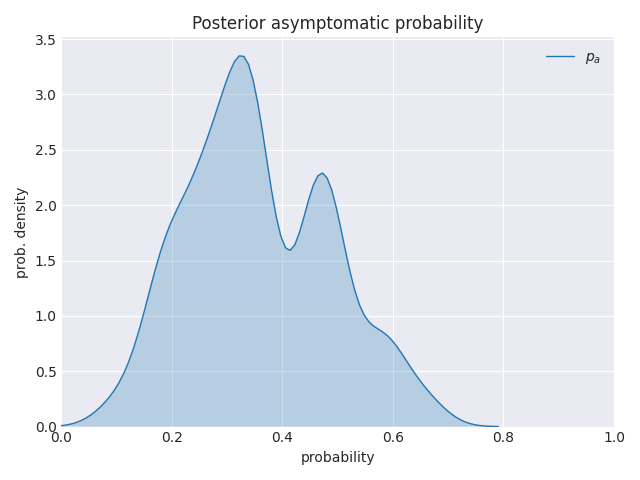 Posterior asymptomatic probability
3.5
3.0
2.5
2.0
1.5
1.0
0.5
0.0
prob. density
pₐ
0.0 0.2 0.4 0.6 0.8 1.0
probability